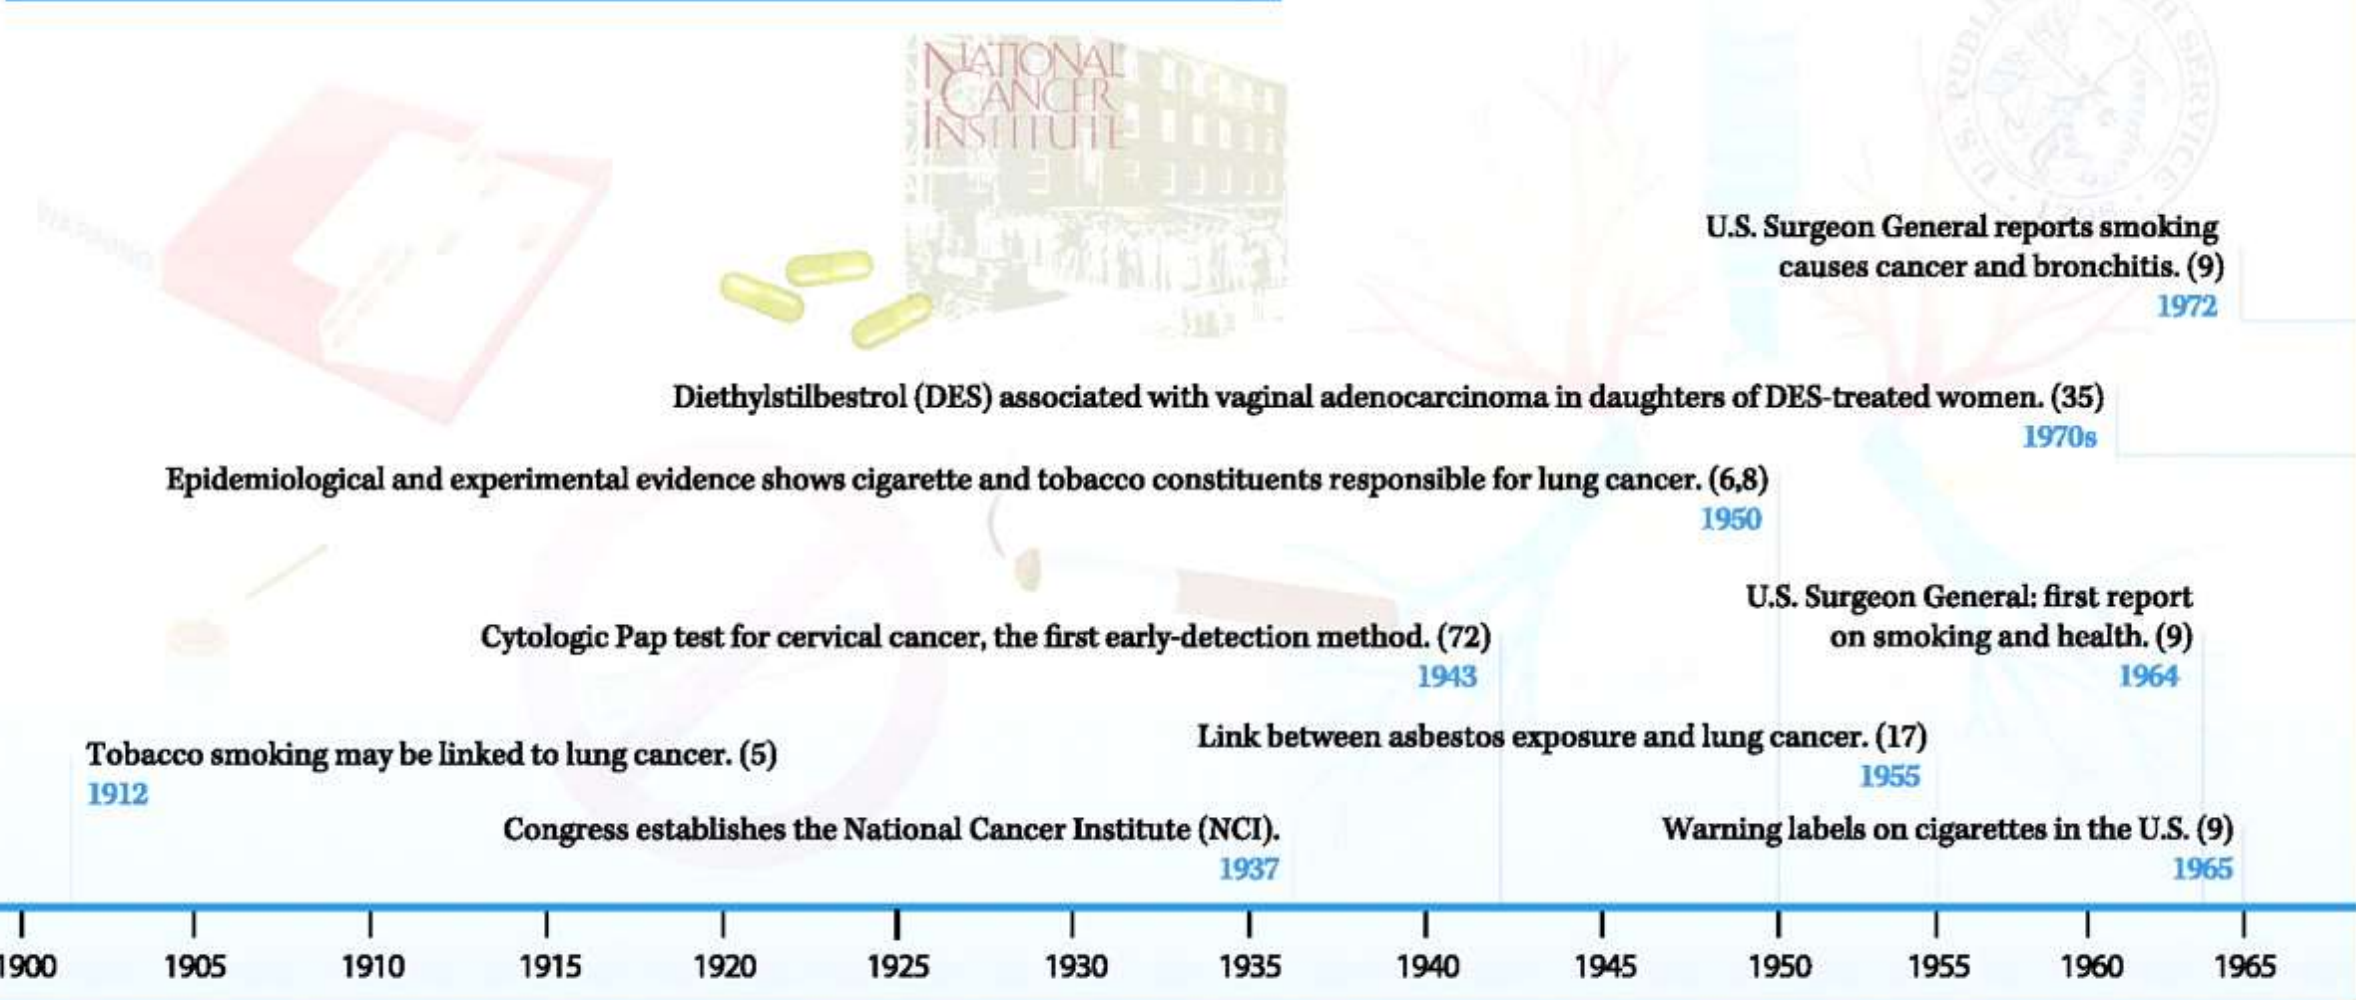 NATIONAL
CANCER
INSTITUTE
U.S. PUBLIC HEALTH SERVICE
U.S. Surgeon General reports smoking
causes cancer and bronchitis. (9)
1972
Diethylstilbestrol (DES) associated with vaginal adenocarcinoma in daughters of DES-treated women. (35)
1970s
Epidemiological and experimental evidence shows cigarette and tobacco constituents responsible for lung cancer. (6,8)
1950
U.S. Surgeon General: first report
on smoking and health. (9)
1964
Cytologic Pap test for cervical cancer, the first early-detection method. (72)
1943
Link between asbestos exposure and lung cancer. (17)
1955
Tobacco smoking may be linked to lung cancer. (5)
1912
Congress establishes the National Cancer Institute (NCI).
1937
Warning labels on cigarettes in the U.S. (9)
1965
1900 1905 1910 1915 1920 1925 1930 1935 1940 1945 1950 1955 1960 1965